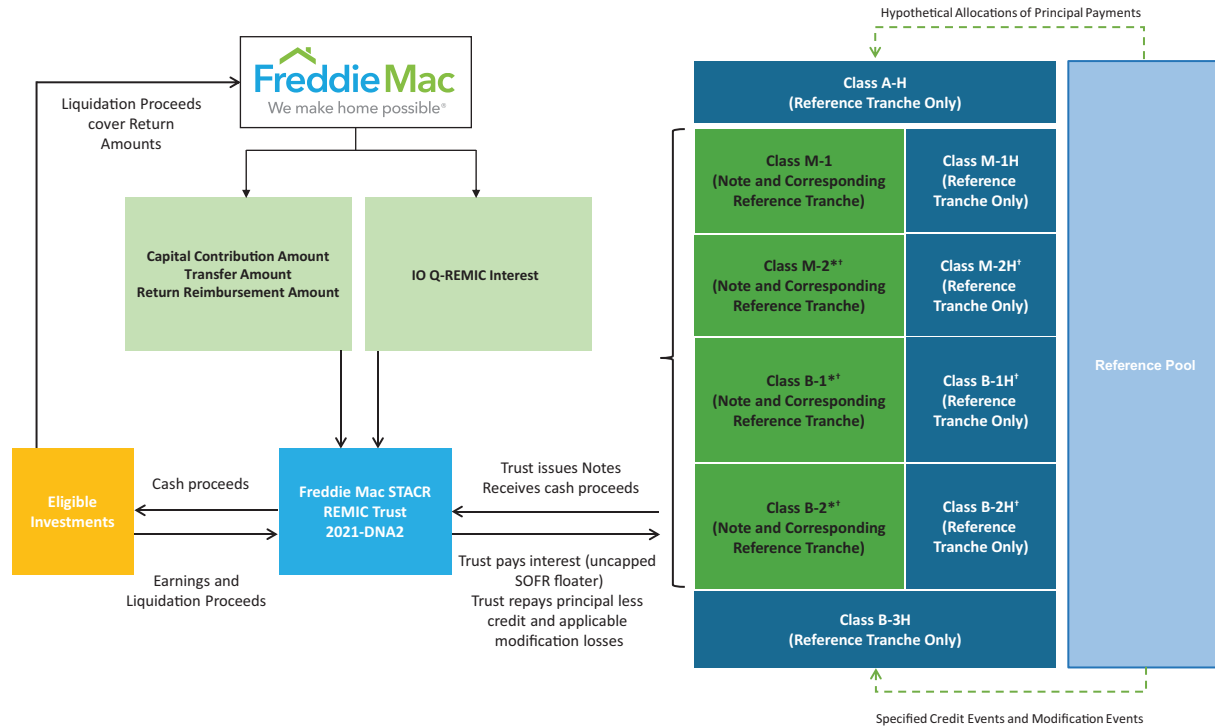 Hypothetical Allocations of Principal Payments
Freddie Mac
We make home possible®
Liquidation Proceeds
cover Return
Amounts
Capital Contribution Amount
Transfer Amount
Return Reimbursement Amount
IO Q-REMIC Interest
Eligible
Investments
Cash proceeds
Earnings and
Liquidation Proceeds
Freddie Mac STACR
REMIC Trust
2021-DNA2
Trust issues Notes
Receives cash proceeds
Trust pays interest (uncapped
SOFR floater)
Trust repays principal less
credit and applicable
modification losses
Class A-H
(Reference Tranche Only)
Class M-1
(Note and Corresponding
Reference Tranche)
Class M-1H
(Reference
Tranche Only)
Class M-2*†
(Note and Corresponding
Reference Tranche)
Class M-2H†
(Reference
Tranche Only)
Class B-1*†
(Note and Corresponding
Reference Tranche)
Class B-1H†
(Reference
Tranche Only)
Class B-2*†
(Note and Corresponding
Reference Tranche)
Class B-2H†
(Reference
Tranche Only)
Class B-3H
(Reference Tranche Only)
Reference Pool
Specified Credit Events and Modification Events